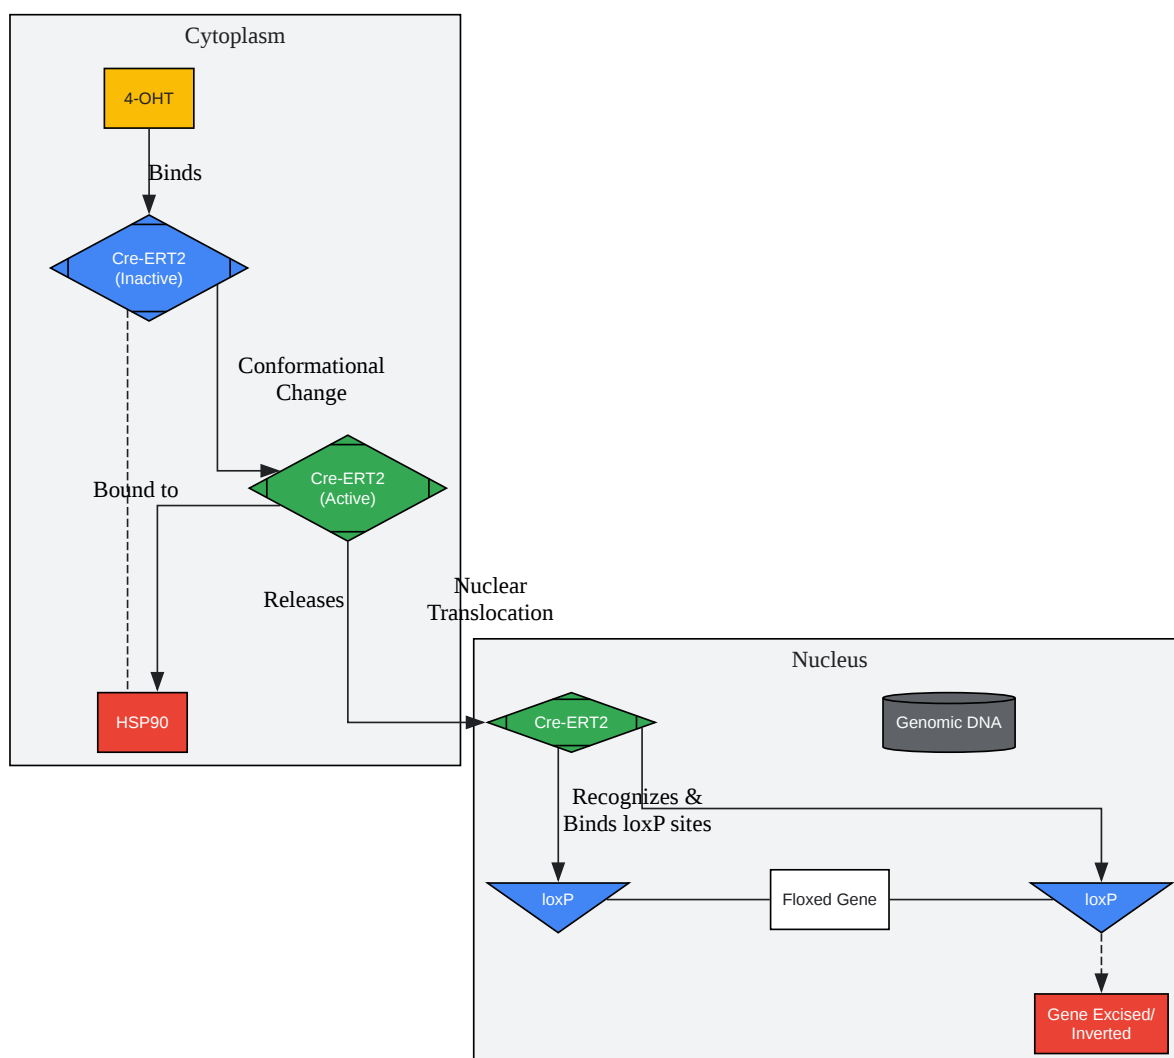 Cytoplasm
4-OHT
Binds
Cre-ERT2
(Inactive)
Conformational
Change
Cre-ERT2
(Active)
Bound to
Releases
Nuclear
Translocation
HSP90
Nucleus
Cre-ERT2
Genomic DNA
Recognizes &
Binds loxP sites
loxP
Floxed Gene
loxP
Gene Excised/
Inverted